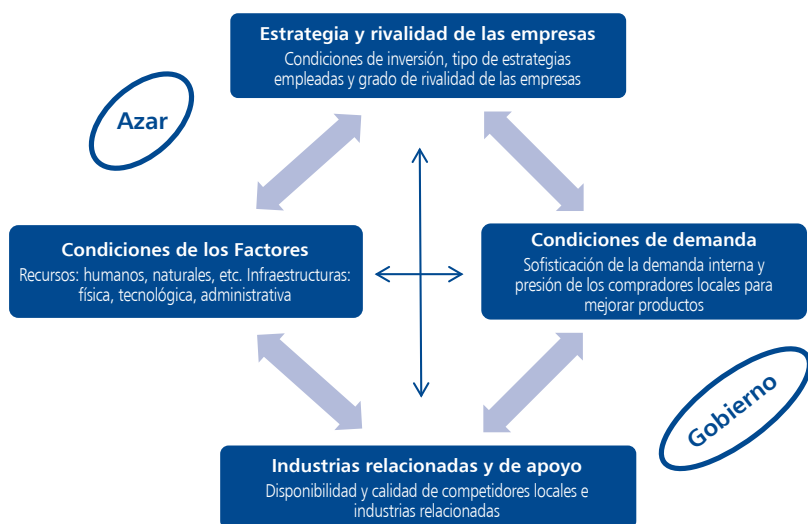 Estrategia y rivalidad de las empresas
Condiciones de inversión, tipo de estrategias
empleadas y grado de rivalidad de las empresas
Azar
Condiciones de los Factores
Recursos: humanos, naturales, etc. Infraestructuras:
física, tecnológica, administrativa
Condiciones de demanda
Sofisticación de la demanda interna y
presión de los compradores locales para
mejorar productos
Gobierno
Industrias relacionadas y de apoyo
Disponibilidad y calidad de competidores locales e
industrias relacionadas